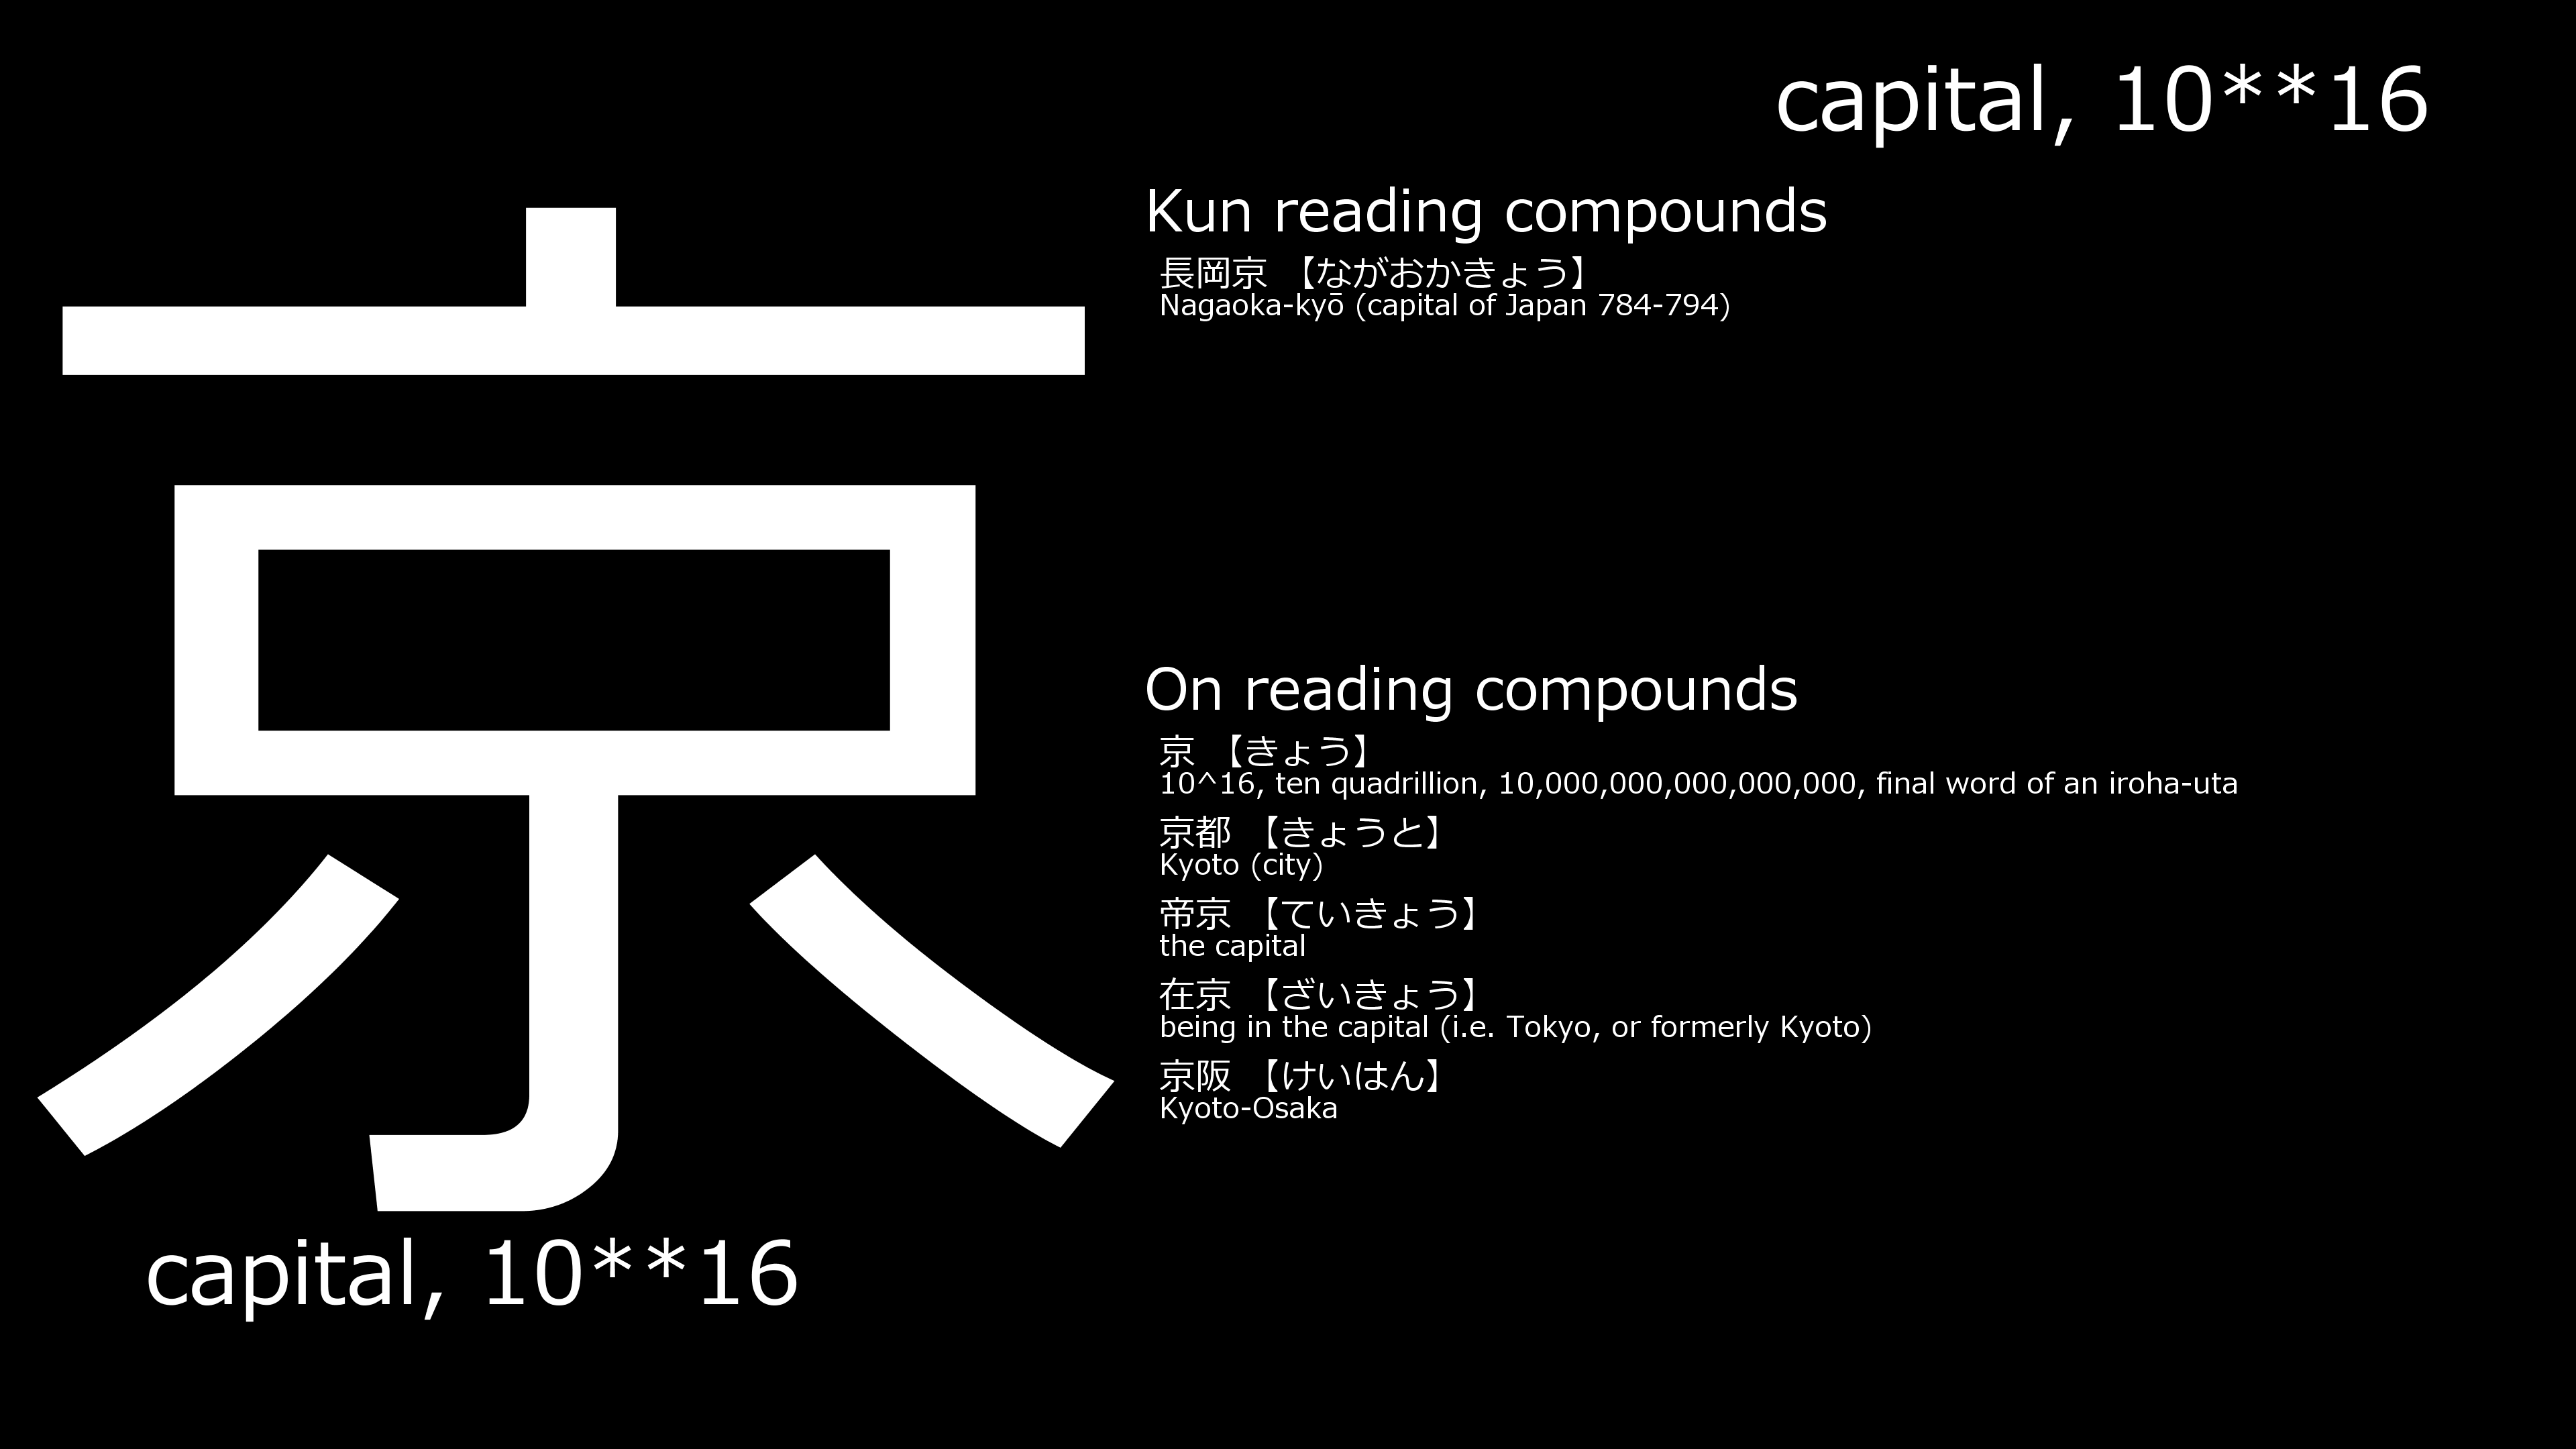 京
capital, 10**16
capital, 10**16
Kun reading compounds
長岡京 【ながおかきょう】
Nagaoka-kyō (capital of Japan 784-794)
On reading compounds
京 【きょう】
10^16, ten quadrillion, 10,000,000,000,000,000, final word of an iroha-uta
京都 【きょうと】
Kyoto (city)
帝京 【ていきょう】
the capital
在京 【ざいきょう】
being in the capital (i.e. Tokyo, or formerly Kyoto)
京阪 【けいはん】
Kyoto-Osaka